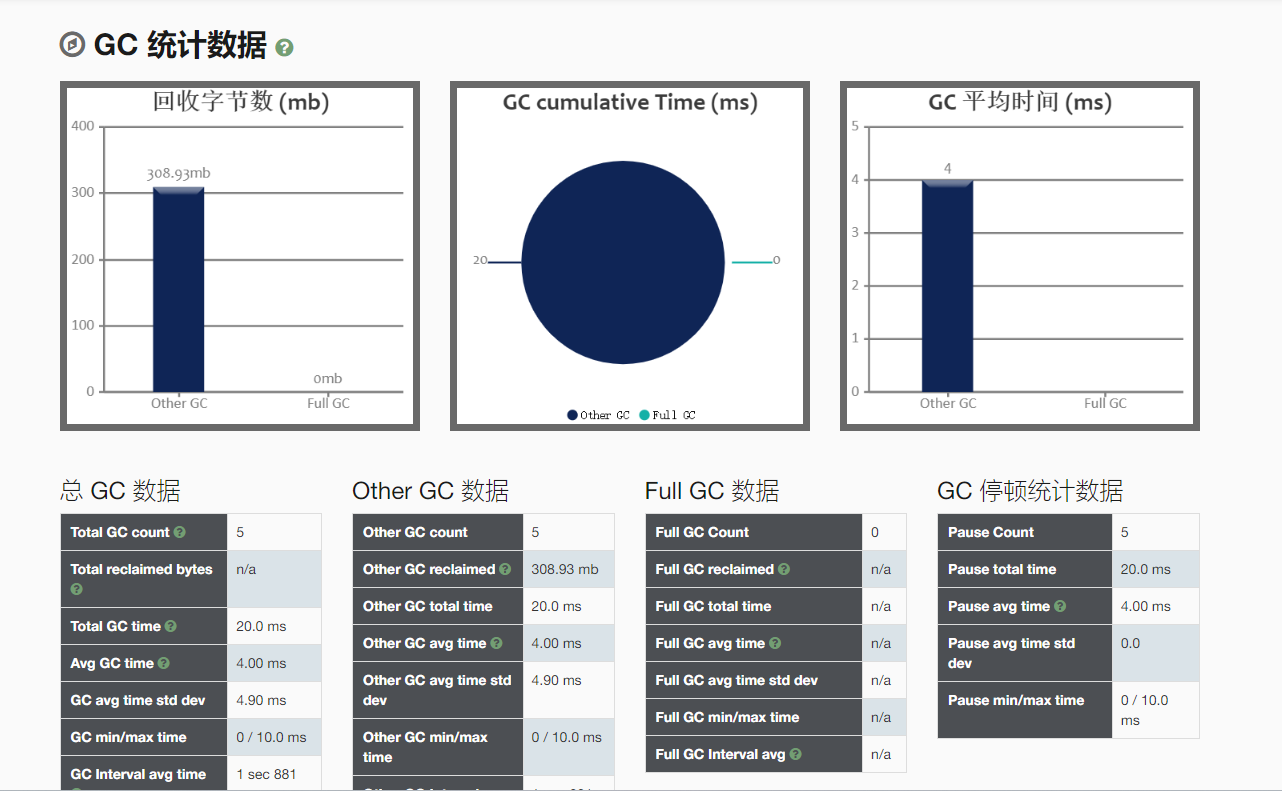 GC 统计数据
回收字节数 (mb)
400
300
200
100
0
308.93mb
0mb
Other GC
Full GC
GC cumulative Time (ms)
20
0
Other GC Full GC
GC 平均时间 (ms)
5
4
3
2
1
0
4
Other GC
Full GC
总 GC 数据
Total GC count 5
Total reclaimed bytes n/a
Total GC time 20.0 ms
Avg GC time 4.00 ms
GC avg time std dev 4.90 ms
GC min/max time 0 / 10.0 ms
GC Interval avg time 1 sec 881
Other GC 数据
Other GC count 5
Other GC reclaimed 308.93 mb
Other GC total time 20.0 ms
Other GC avg time 4.00 ms
Other GC avg time std
dev
4.90 ms
Other GC min/max
time
0 / 10.0 ms
Full GC 数据
Full GC Count 0
Full GC reclaimed n/a
Full GC total time n/a
Full GC avg time n/a
Full GC avg time std dev n/a
Full GC min/max time n/a
Full GC Interval avg n/a
GC 停顿统计数据
Pause Count 5
Pause total time 20.0 ms
Pause avg time 4.00 ms
Pause avg time std
dev
0.0
Pause min/max time 0 / 10.0
ms